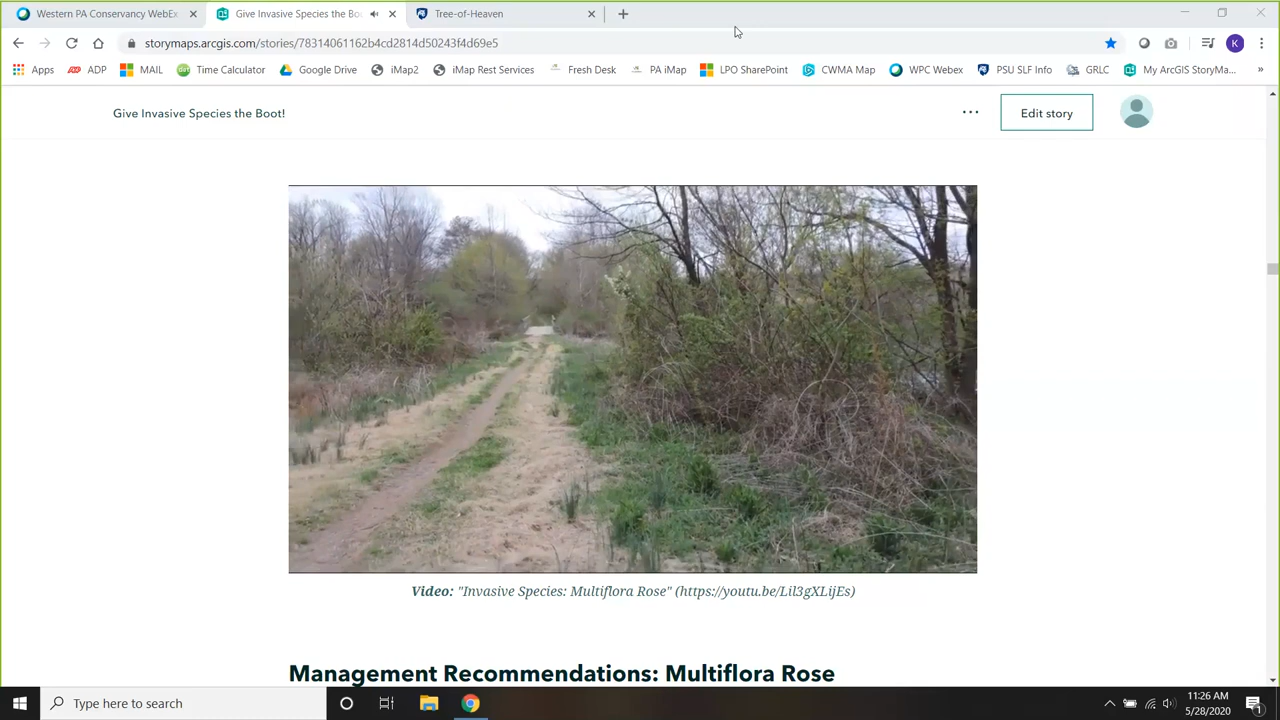 Western PA Conservancy WebEx
Give Invasive Species the Boo
Tree-of-Heaven
storymaps.arcgis.com/stories/78314061162b4cd2814d50243f4d69e5
K
Apps ADP MAIL Time Calculator Google Drive iMap2 iMap Rest Services Fresh Desk PA iMap LPO SharePoint CWMA Map WPC Webex PSU SLF Info GRLC My ArcGIS StoryMa... »
Give Invasive Species the Boot!
Edit story
Video: "Invasive Species: Multiflora Rose" (https://youtu.be/Lil3gXLijEs)
Management Recommendations: Multiflora Rose
Type here to search
11:26 AM
5/28/2020
1